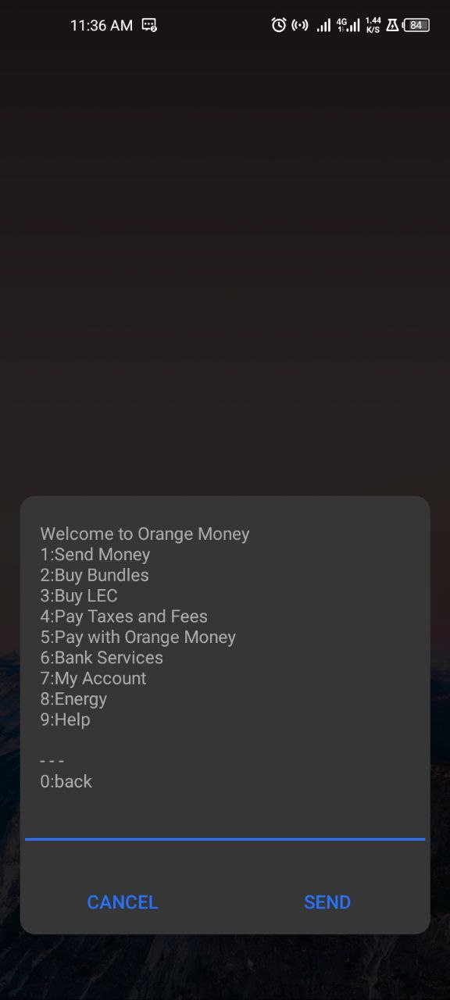 11:36 AM
4G
1.44
K/S
84
Welcome to Orange Money
1:Send Money
2:Buy Bundles
3:Buy LEC
4:Pay Taxes and Fees
5:Pay with Orange Money
6:Bank Services
7:My Account
8:Energy
9:Help
- - -
0:back
CANCEL SEND